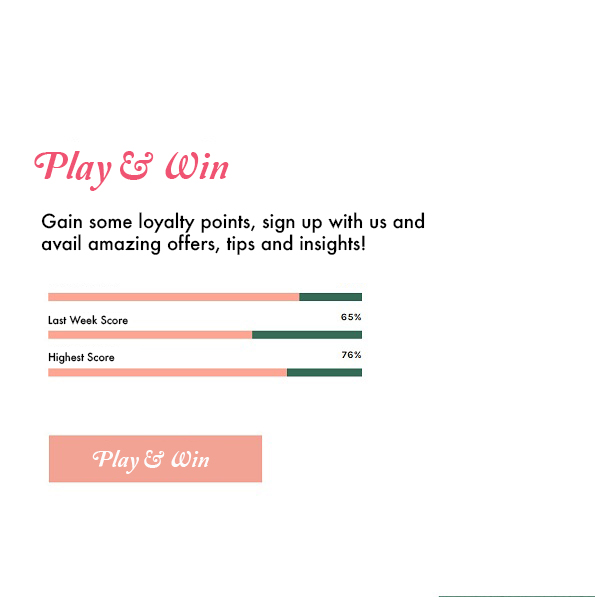 Play & Win
Gain some loyalty points, sign up with us and
avail amazing offers, tips and insights!
Last Week Score 65%
Highest Score 76%
Play & Win